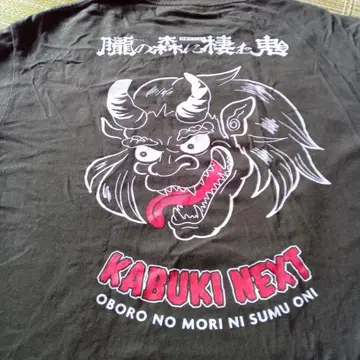 朧の森に棲む鬼
KABUKI NEXT
OBORO NO MORI NI SUMU ONI